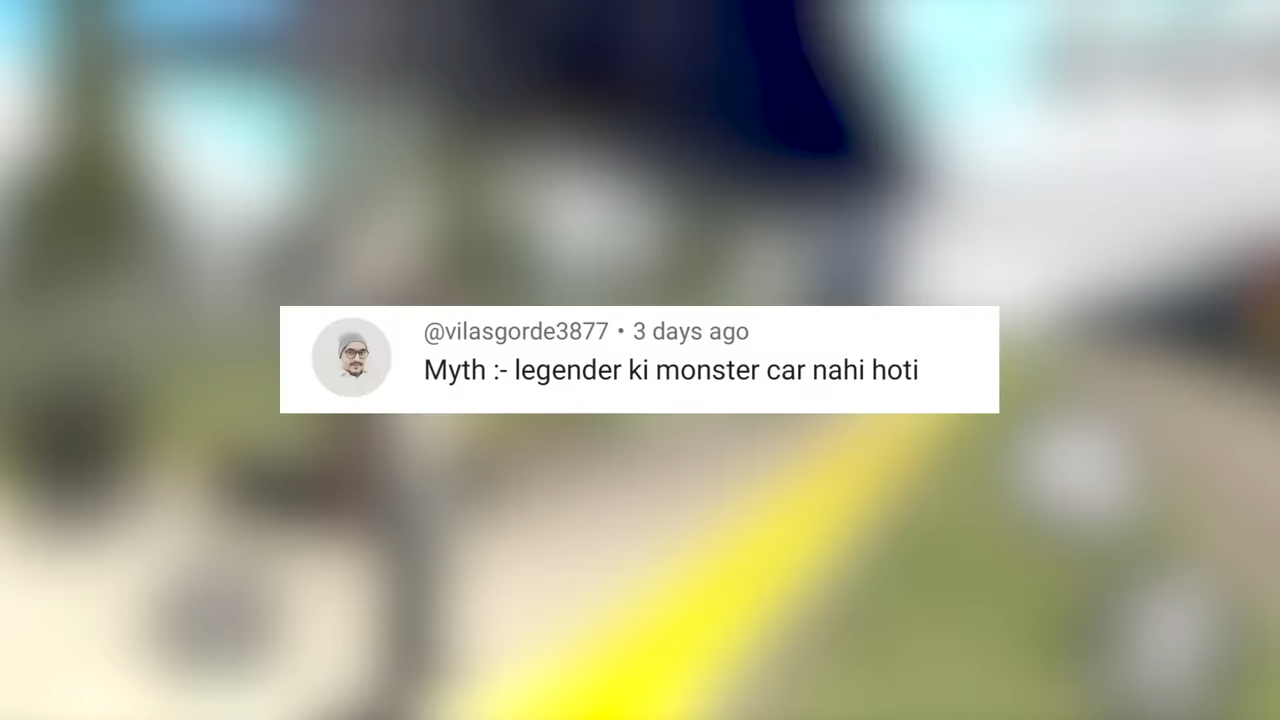 @vilasgorde3877 • 3 days ago
Myth :- legender ki monster car nahi hoti